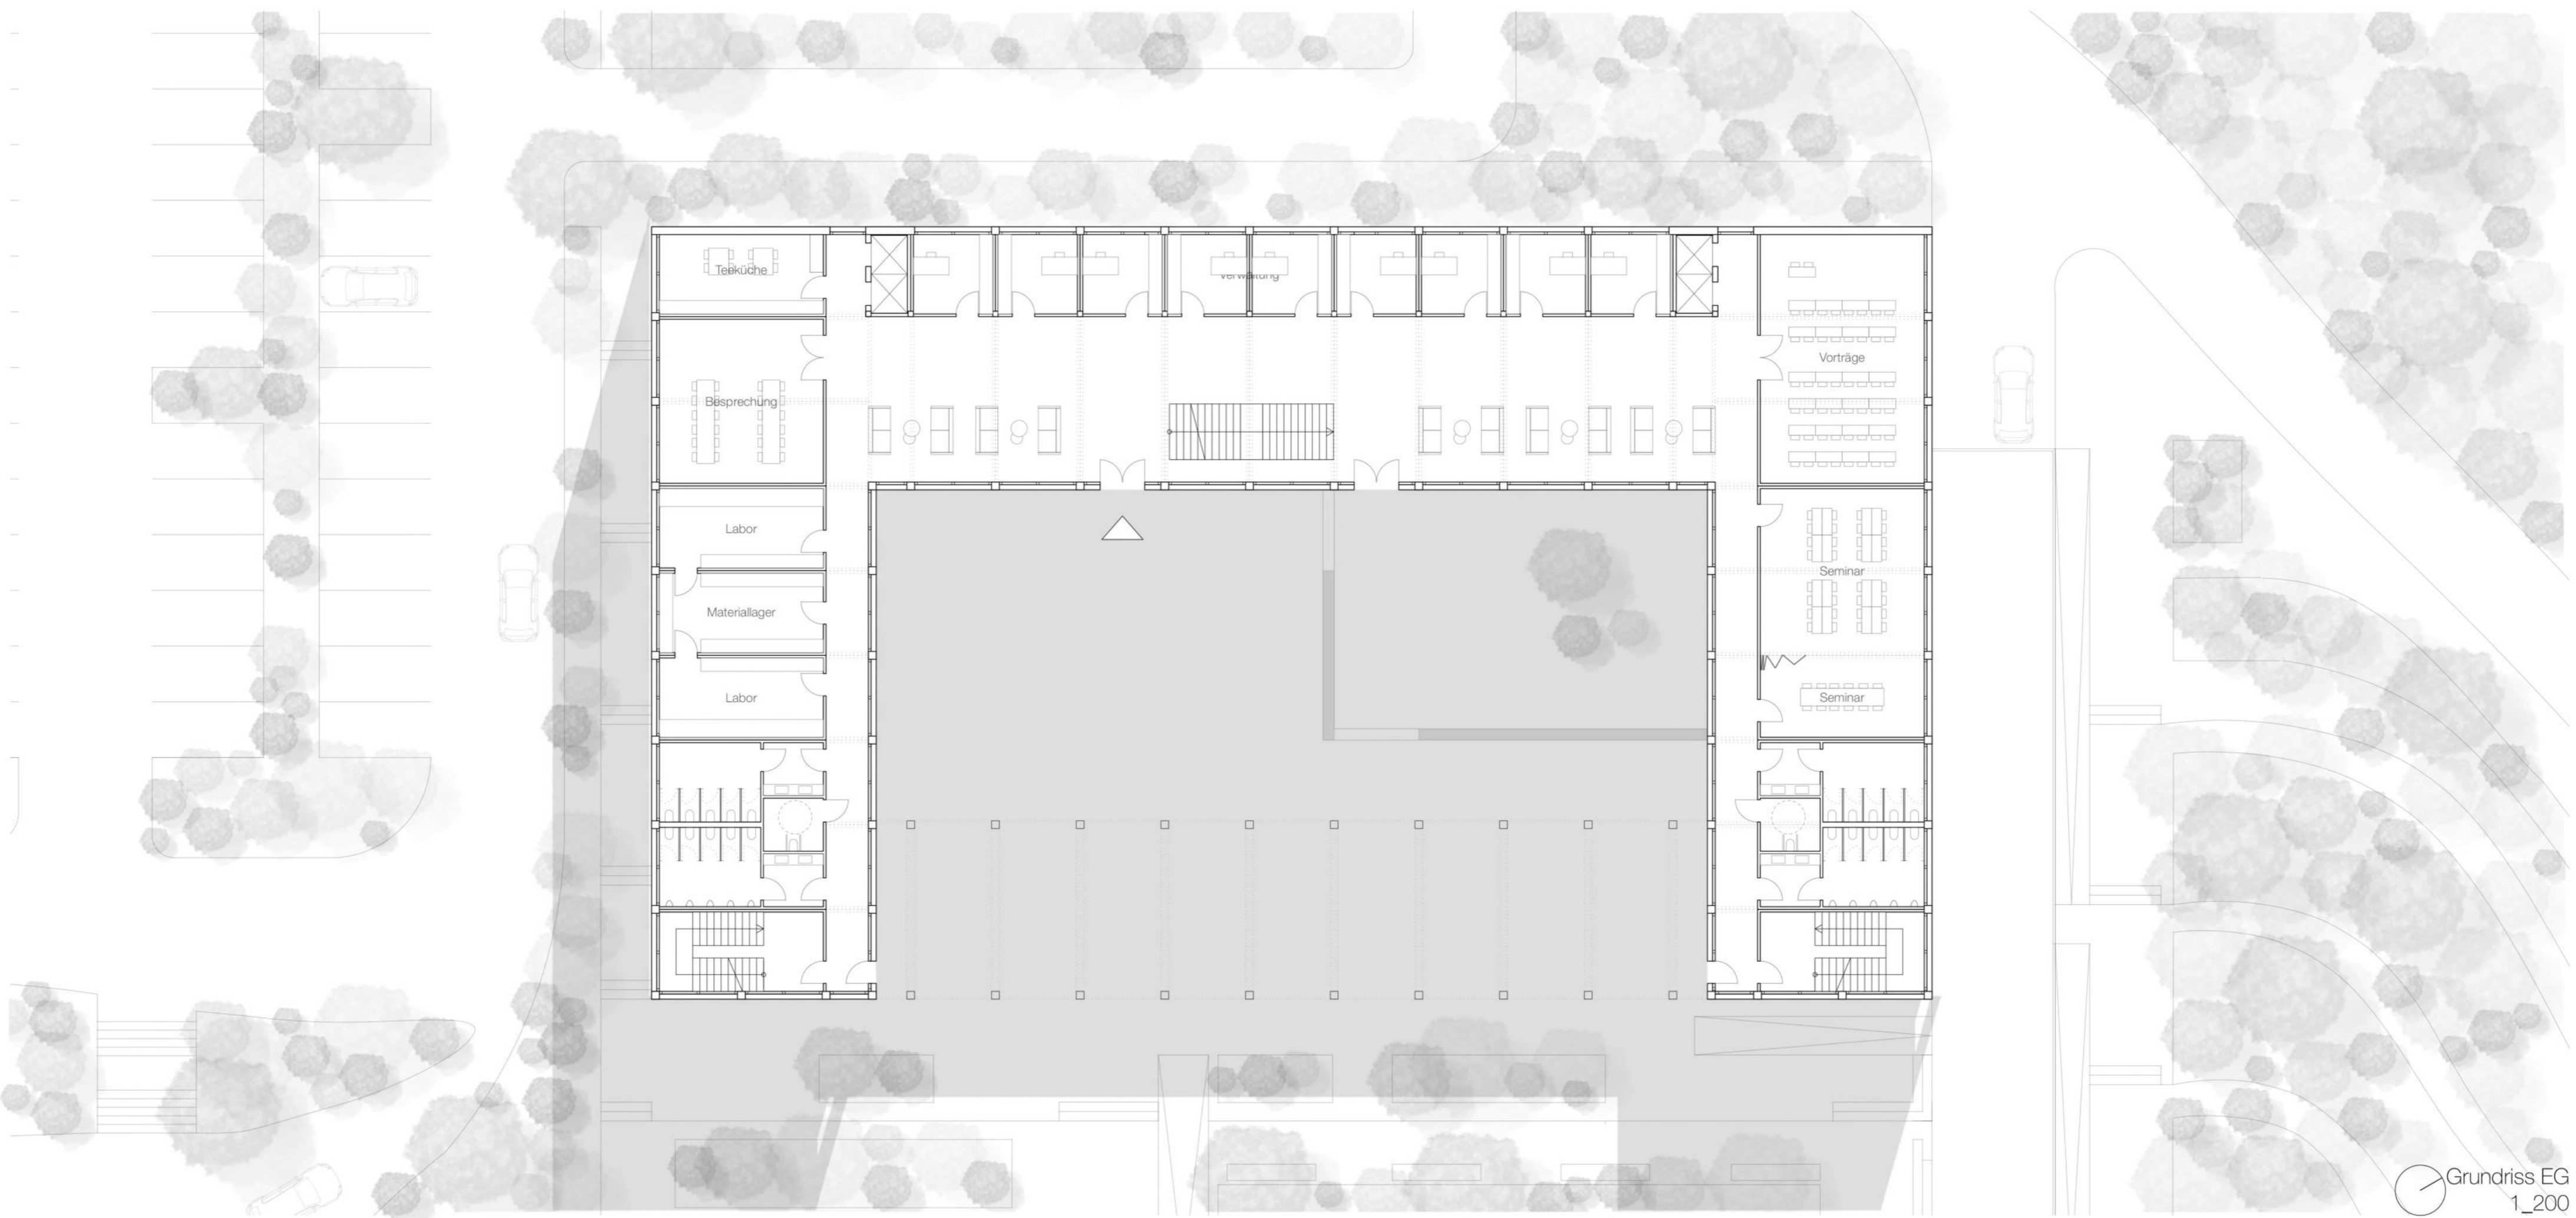 Teeküche
Verwaltung
Vorträge
Besprechung
Labor
Seminar
Materiallager
Labor
Seminar
Grundriss EG
1_200